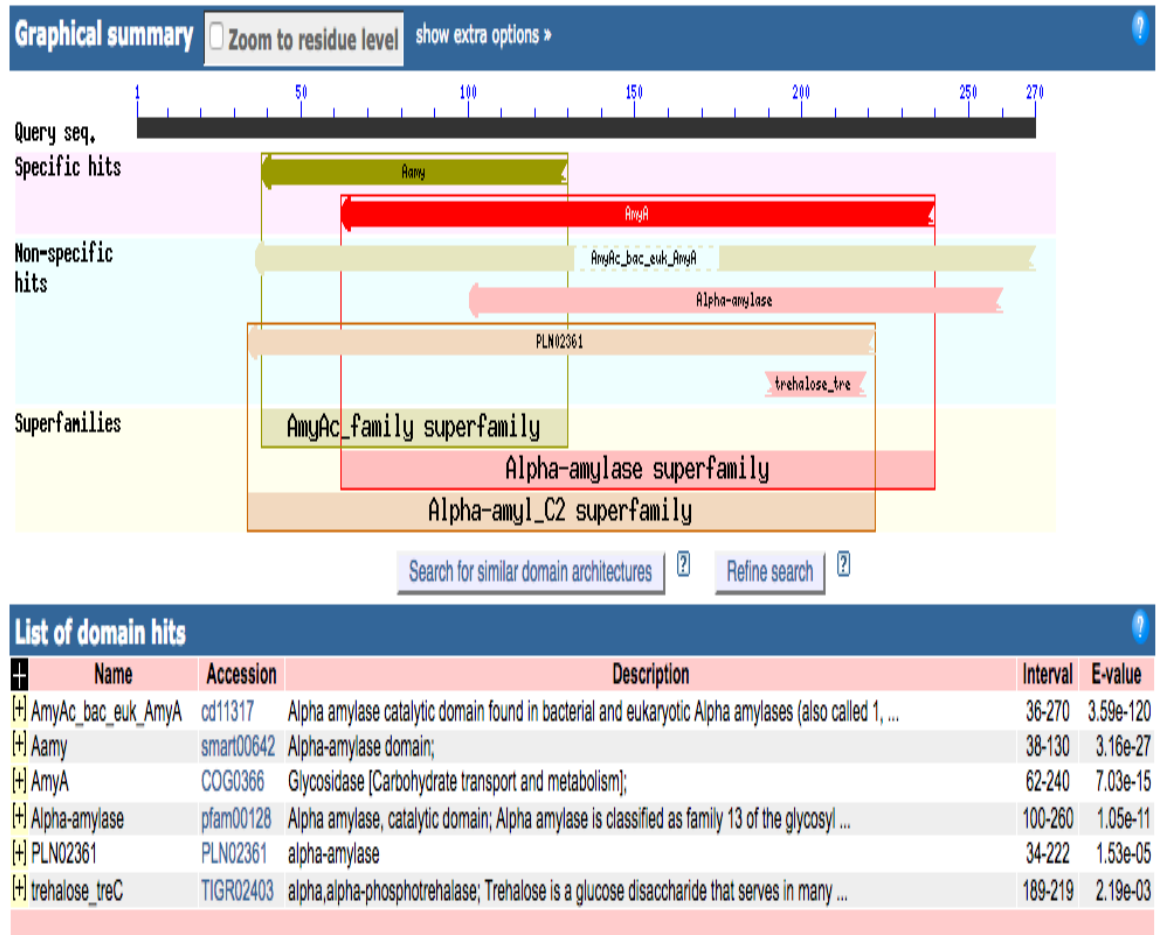 Graphical summary Zoom to residue level show extra options » ?
1 50 100 150 200 250 270
Query seq.
Specific hits
Aamy
AmyA
Non-specific
hits
AmyAc_bac_euk_AmyA
Alpha-amylase
PLN02361
trehalose_tre
Superfamilies
AmyAc_family superfamily
Alpha-amylase superfamily
Alpha-amyl_C2 superfamily
Search for similar domain architectures ? Refine search ?
List of domain hits ?
+ Name Accession Description Interval E-value
[+] AmyAc_bac_euk_AmyA cd11317 Alpha amylase catalytic domain found in bacterial and eukaryotic Alpha amylases (also called 1, ... 36-270 3.59e-120
[+] Aamy smart00642 Alpha-amylase domain; 38-130 3.16e-27
[+] AmyA COG0366 Glycosidase [Carbohydrate transport and metabolism]; 62-240 7.03e-15
[+] Alpha-amylase pfam00128 Alpha amylase, catalytic domain; Alpha amylase is classified as family 13 of the glycosyl ... 100-260 1.05e-11
[+] PLN02361 PLN02361 alpha-amylase 34-222 1.53e-05
[+] trehalose_treC TIGR02403 alpha,alpha-phosphotrehalase; Trehalose is a glucose disaccharide that serves in many ... 189-219 2.19e-03